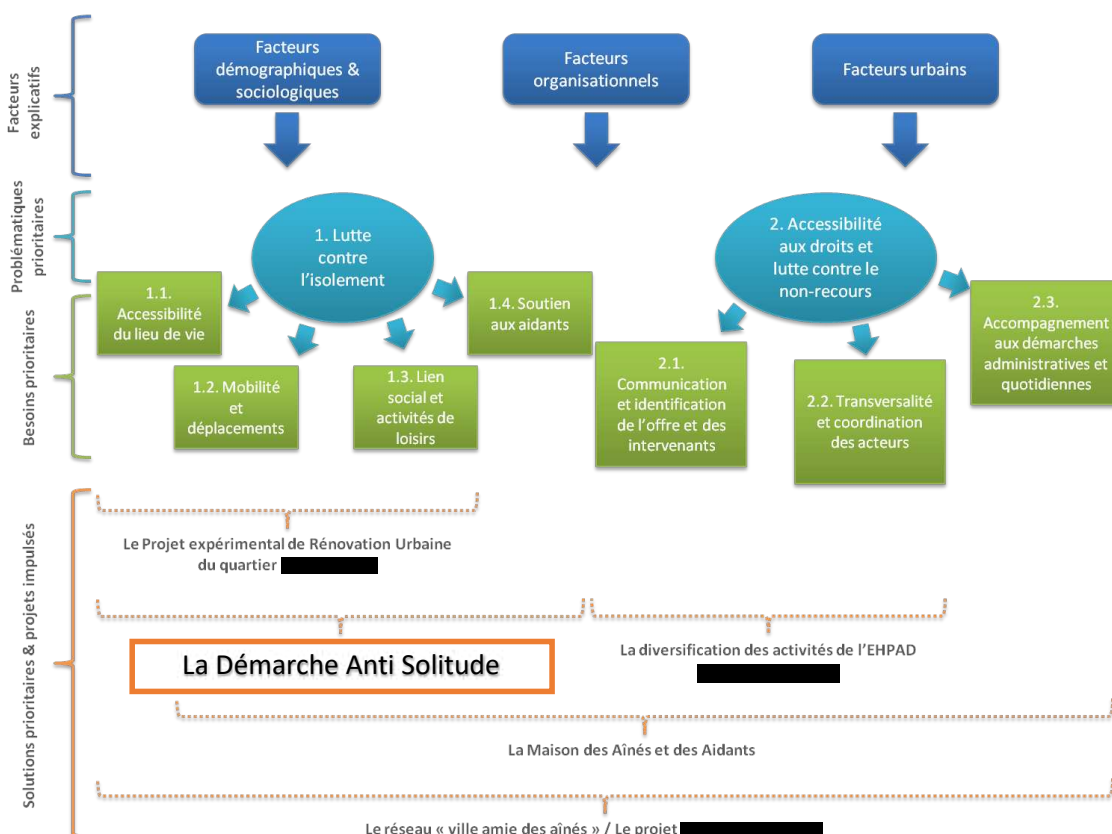 Facteurs explicatifs
Facteurs
démographiques &
sociologiques
Facteurs
organisationnels
Facteurs urbains
Problématiques prioritaires
1. Lutte
contre
l'isolement
2. Accessibilité
aux droits et
lutte contre le
non-recours
Besoins prioritaires
1.1.
Accessibilité
du lieu de vie
1.2. Mobilité
et
déplacements
1.3. Lien
social et
activités de
loisirs
1.4. Soutien
aux aidants
2.1.
Communication
et identification
de l'offre et des
intervenants
2.2. Transversalité
et coordination
des acteurs
2.3.
Accompagnement
aux démarches
administratives et
quotidiennes
Solutions prioritaires & projets impulsés
Le Projet expérimental de Rénovation Urbaine
du quartier
La Démarche Anti Solitude
La diversification des activités de l'EHPAD
La Maison des Aînés et des Aidants
Le réseau « ville amie des aînés » / Le projet